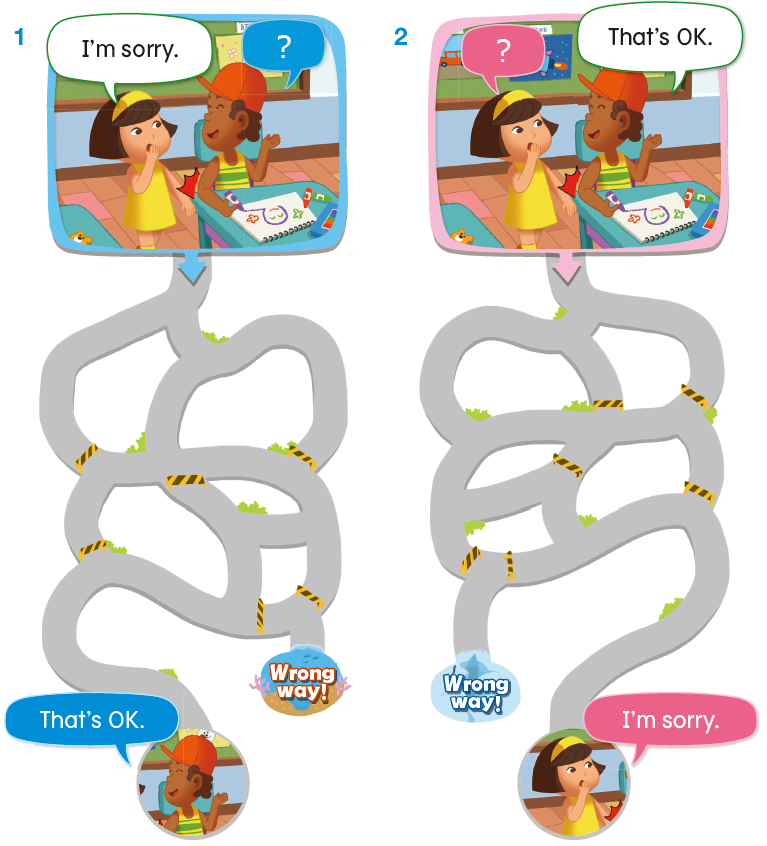 1
I'm sorry.
?
2
?
That's OK.
Wrong
way!
That's OK.
Wrong
way!
I'm sorry.